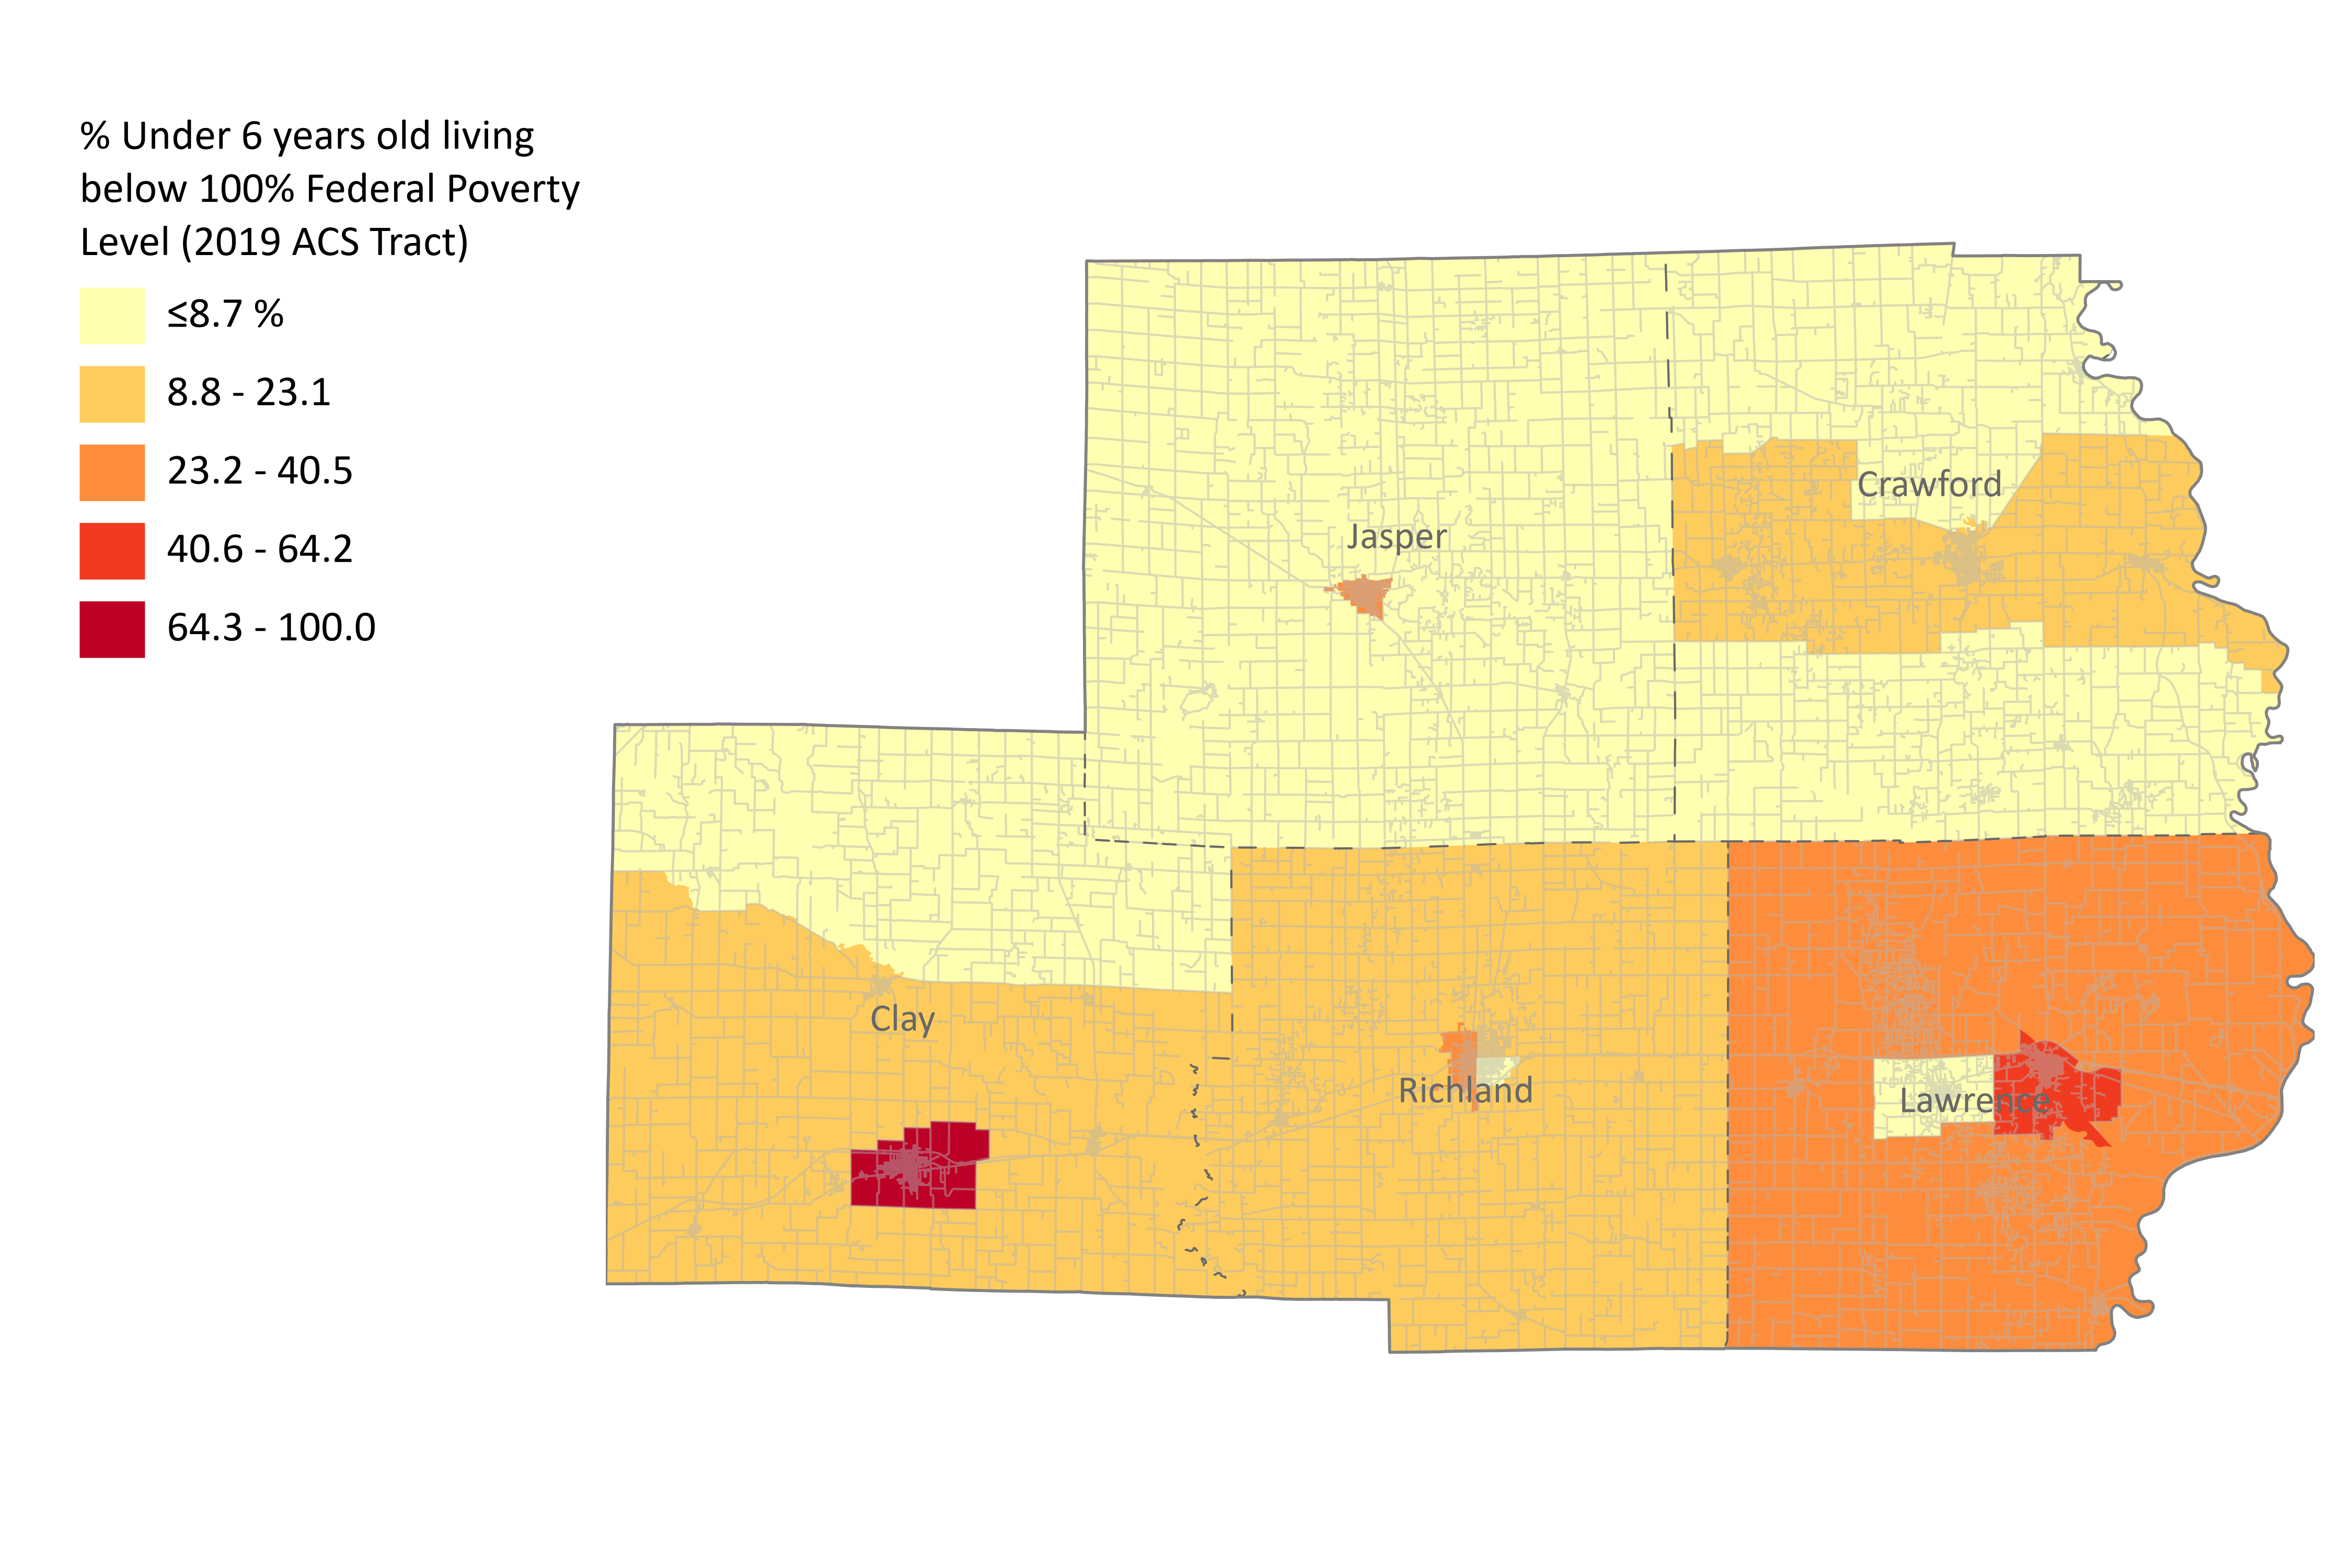 % Under 6 years old living
below 100% Federal Poverty
Level (2019 ACS Tract)
≤8.7 %
8.8 - 23.1
23.2 - 40.5
40.6 - 64.2
64.3 - 100.0
Crawford
Jasper
Clay
Richland
Lawrence